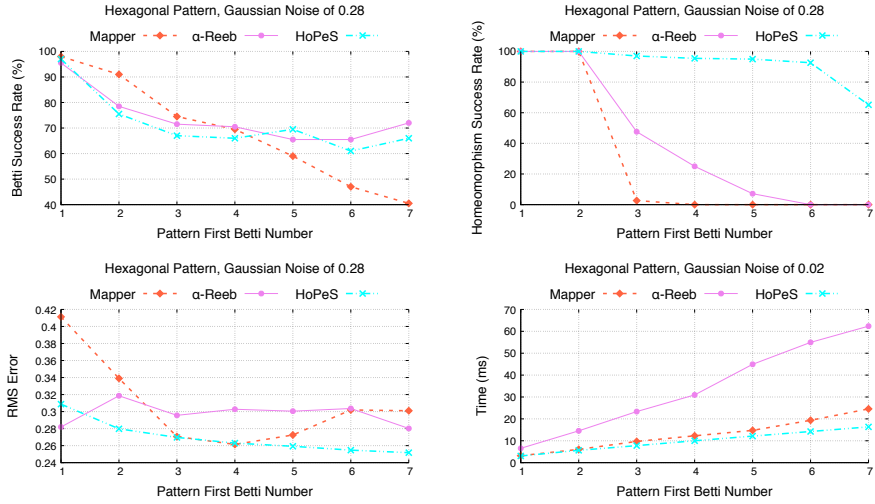 Hexagonal Pattern, Gaussian Noise of 0.28
Mapper α-Reeb HoPeS
Betti Success Rate (%)
100
90
80
70
60
50
40
1 2 3 4 5 6 7
Pattern First Betti Number
Hexagonal Pattern, Gaussian Noise of 0.28
Mapper α-Reeb HoPeS
Homeomorphism Success Rate (%)
100
80
60
40
20
0
1 2 3 4 5 6 7
Pattern First Betti Number
Hexagonal Pattern, Gaussian Noise of 0.28
Mapper α-Reeb HoPeS
RMS Error
0.42
0.4
0.38
0.36
0.34
0.32
0.3
0.28
0.26
0.24
1 2 3 4 5 6 7
Pattern First Betti Number
Hexagonal Pattern, Gaussian Noise of 0.02
Mapper α-Reeb HoPeS
Time (ms)
70
60
50
40
30
20
10
0
1 2 3 4 5 6 7
Pattern First Betti Number